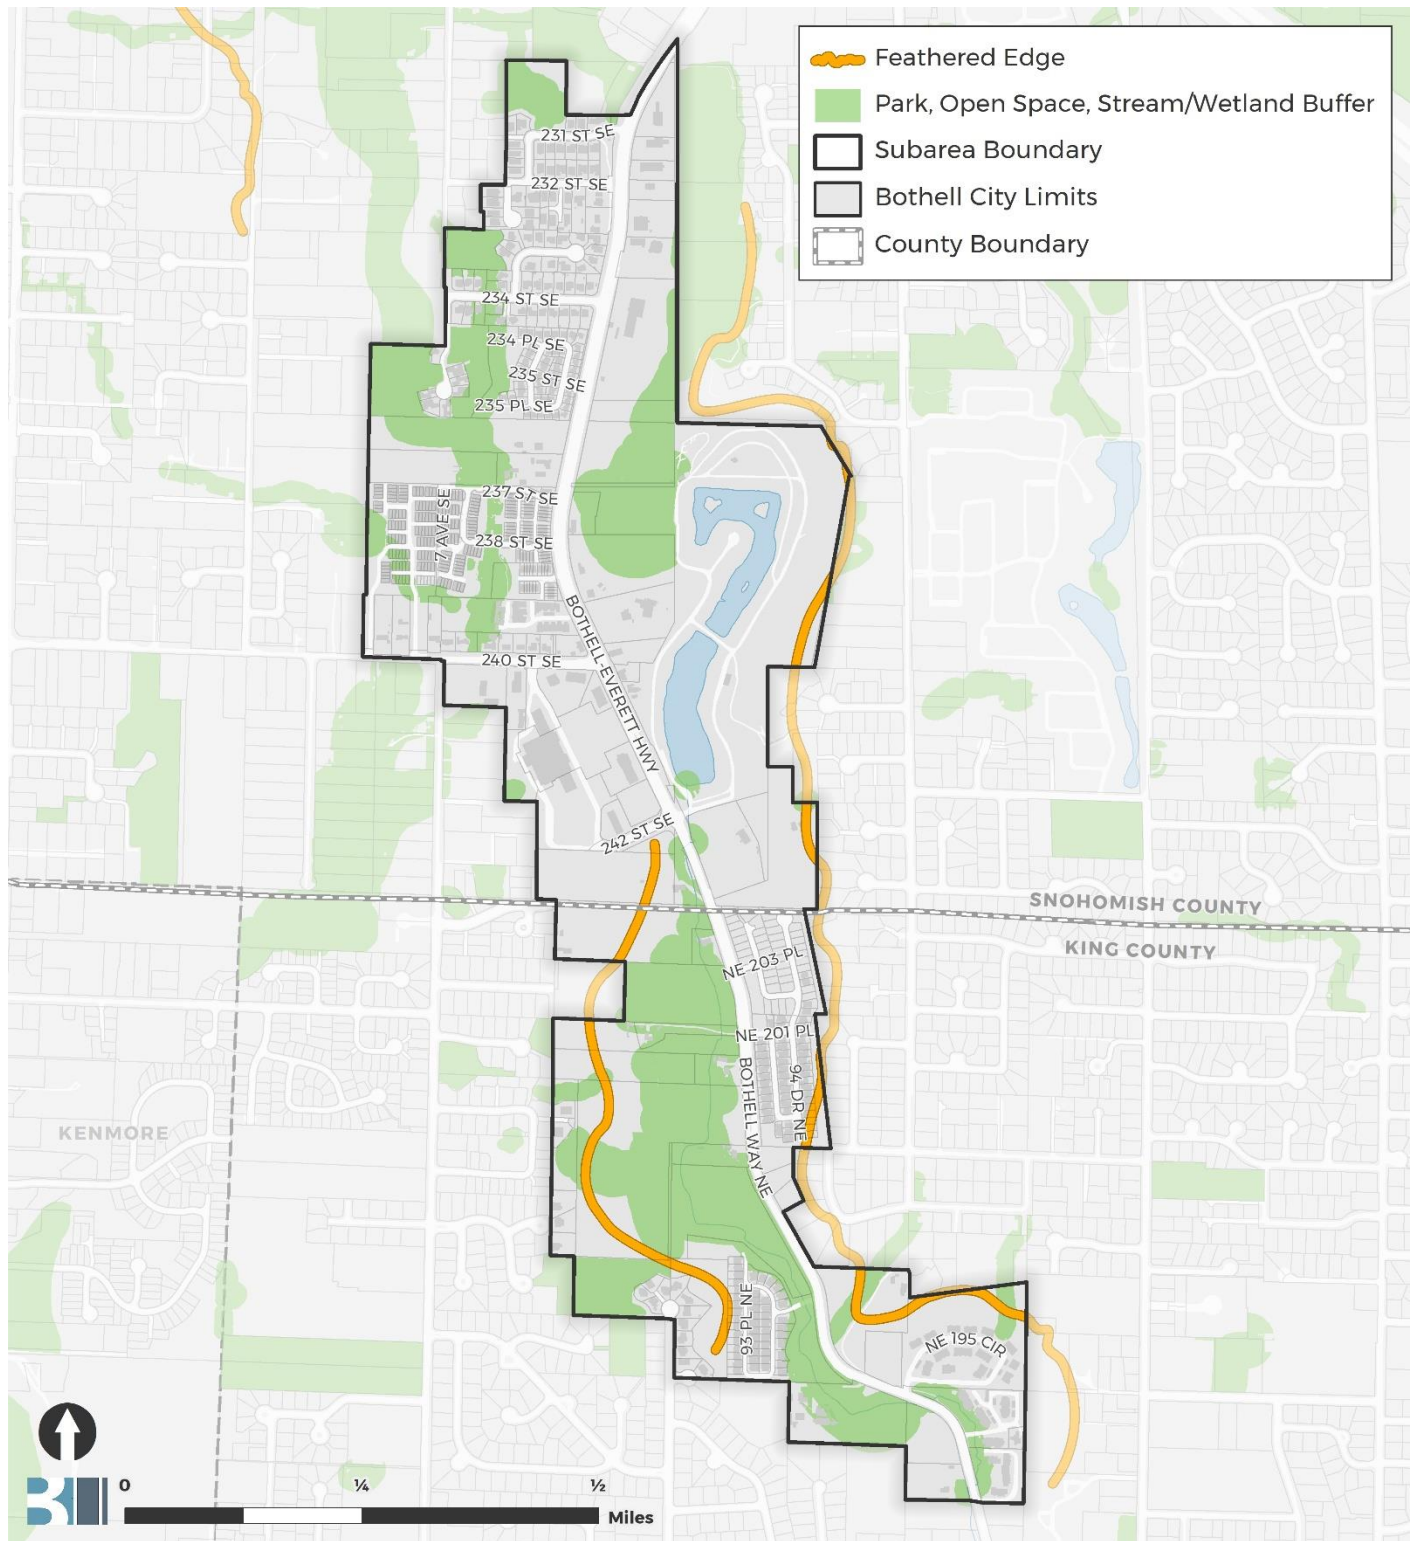 Feathered Edge
Park, Open Space, Stream/Wetland Buffer
Subarea Boundary
Bothell City Limits
County Boundary
231 ST SE
232 ST SE
234 ST SE
234 PL SE
235 ST SE
235 PL SE
237 ST SE
7 AVE SE
238 ST SE
BOTHELL-EVERETT HWY
240 ST SE
242 ST SE
SNOHOMISH COUNTY
KING COUNTY
NE 203 PL
NE 201 PL
94 DR NE
BOTHELL WAY NE
KENMORE
93 PL NE
NE 195 CIR
0 ¼ ½
Miles